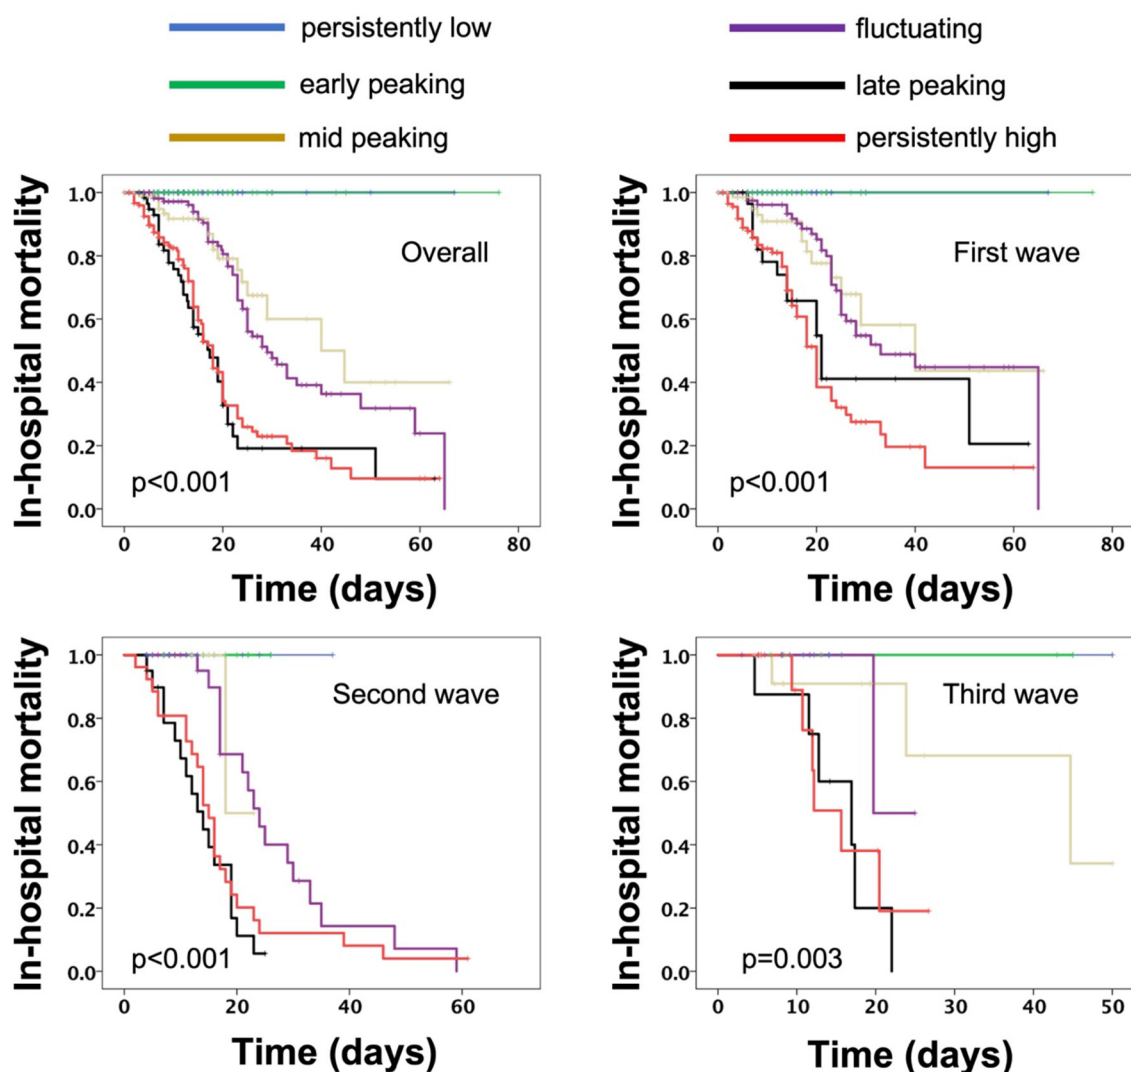 persistently low
early peaking
mid peaking
fluctuating
late peaking
persistently high
In-hospital mortality
1.0
0.8
0.6
0.4
0.2
0.0
Overall
p<0.001
0 20 40 60 80
Time (days)
In-hospital mortality
1.0
0.8
0.6
0.4
0.2
0.0
First wave
p<0.001
0 20 40 60 80
Time (days)
In-hospital mortality
1.0
0.8
0.6
0.4
0.2
0.0
Second wave
p<0.001
0 20 40 60
Time (days)
In-hospital mortality
1.0
0.8
0.6
0.4
0.2
0.0
Third wave
p=0.003
0 10 20 30 40 50
Time (days)